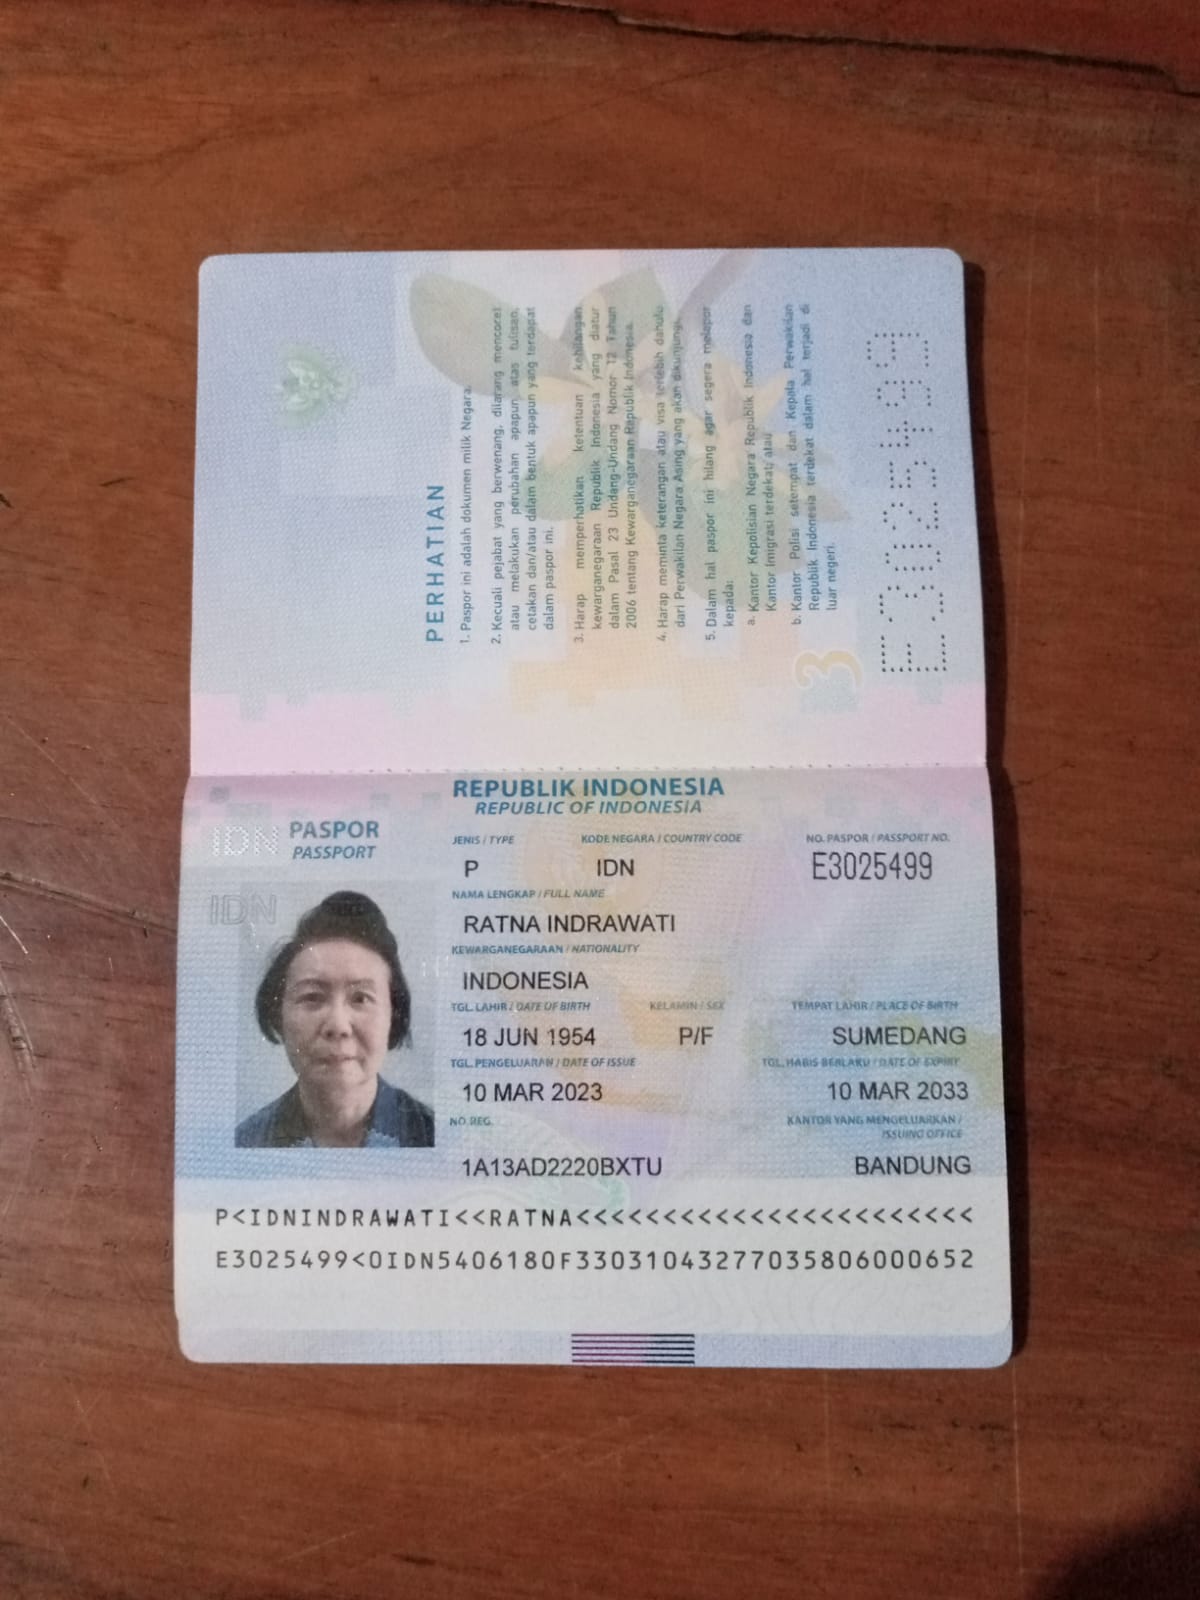 PERHATIAN
1. Paspor ini adalah dokumen milik Negara.
2. Kecuali pejabat yang berwenang, dilarang mencoret
atau melakukan perubahan apapun atas tulisan,
cetakan dan/atau dalam bentuk apapun yang terdapat
dalam paspor ini.
3. Harap memperhatikan ketentuan kehilangan
kewarganegaraan Republik Indonesia yang diatur
dalam Pasal 23 Undang-Undang Nomor 12 Tahun
2006 tentang Kewarganegaraan Republik Indonesia.
4. Harap meminta keterangan atau visa terlebih dahulu
dari Perwakilan Negara Asing yang akan dikunjungi.
5. Dalam hal paspor ini hilang agar segera melapor
kepada:
a. Kantor Kepolisian Negara Republik Indonesia dan
Kantor Imigrasi terdekat; atau
b. Kantor Polisi setempat dan Kepala Perwakilan
Republik Indonesia terdekat dalam hal terjadi di
luar negeri.
3
E3025499
REPUBLIK INDONESIA
REPUBLIC OF INDONESIA
IDN PASPOR
PASSPORT
IDN
JENIS / TYPE KODE NEGARA / COUNTRY CODE NO. PASPOR / PASSPORT NO.
P IDN E3025499
NAMA LENGKAP / FULL NAME
RATNA INDRAWATI
KEWARGANEGARAAN / NATIONALITY
INDONESIA
TGL. LAHIR / DATE OF BIRTH KELAMIN / SEX TEMPAT LAHIR / PLACE OF BIRTH
18 JUN 1954 P/F SUMEDANG
TGL. PENGELUARAN / DATE OF ISSUE TGL. HABIS BERLAKU / DATE OF EXPIRY
10 MAR 2023 10 MAR 2033
NO. REG. KANTOR YANG MENGELUARKAN /
ISSUING OFFICE
1A13AD2220BXTU BANDUNG
P<IDNINDRAWATI<<RATNA<<<<<<<<<<<<<<<<<<<<<<<
E3025499<0IDN5406180F3303104327703580600065​2